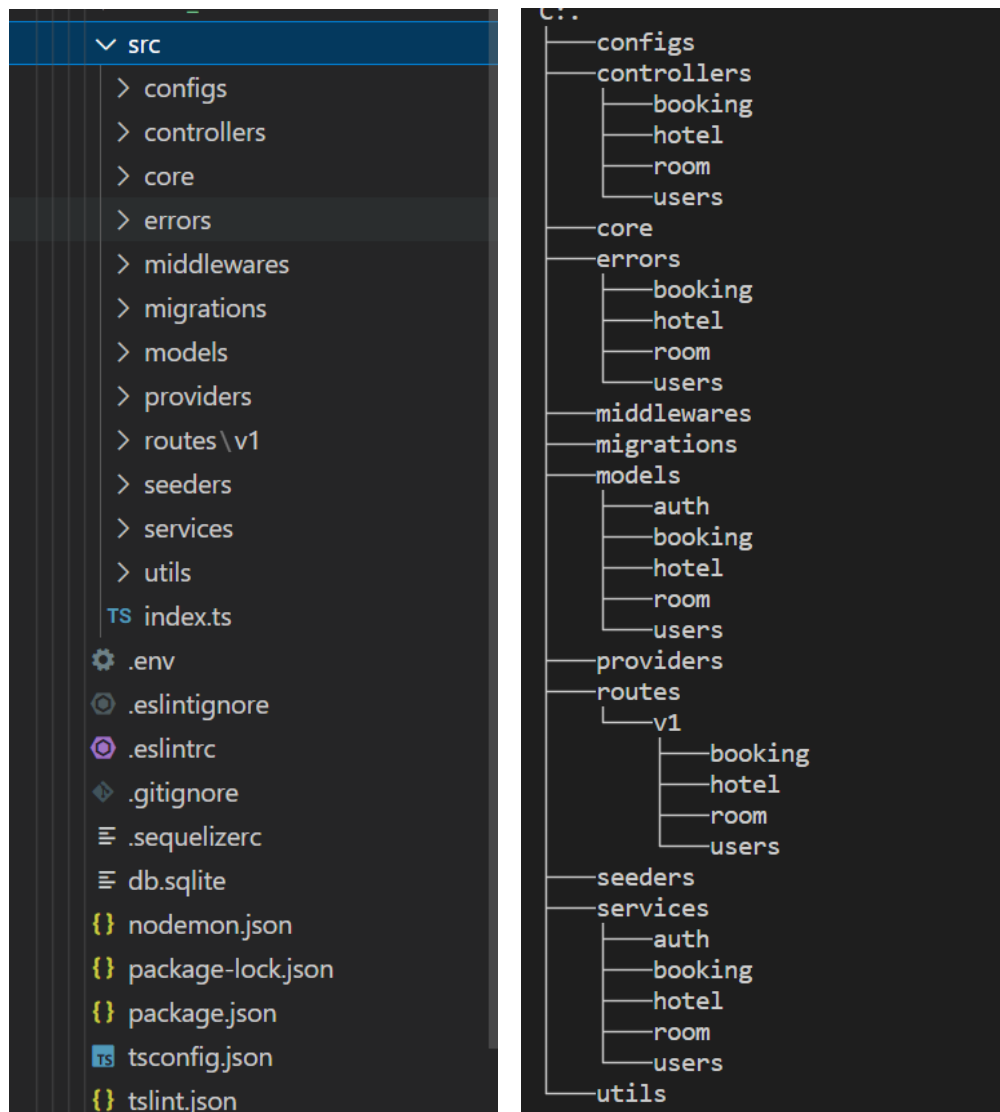 src
configs
controllers
core
errors
middlewares
migrations
models
providers
routes\v1
seeders
services
utils
TS index.ts
.env
.eslintignore
.eslintrc
.gitignore
.sequelizerc
db.sqlite
{} nodemon.json
{} package-lock.json
{} package.json
TS tsconfig.json
{} tslint.json
C:.
configs
controllers
booking
hotel
room
users
core
errors
booking
hotel
room
users
middlewares
migrations
models
auth
booking
hotel
room
users
providers
routes
v1
booking
hotel
room
users
seeders
services
auth
booking
hotel
room
users
utils